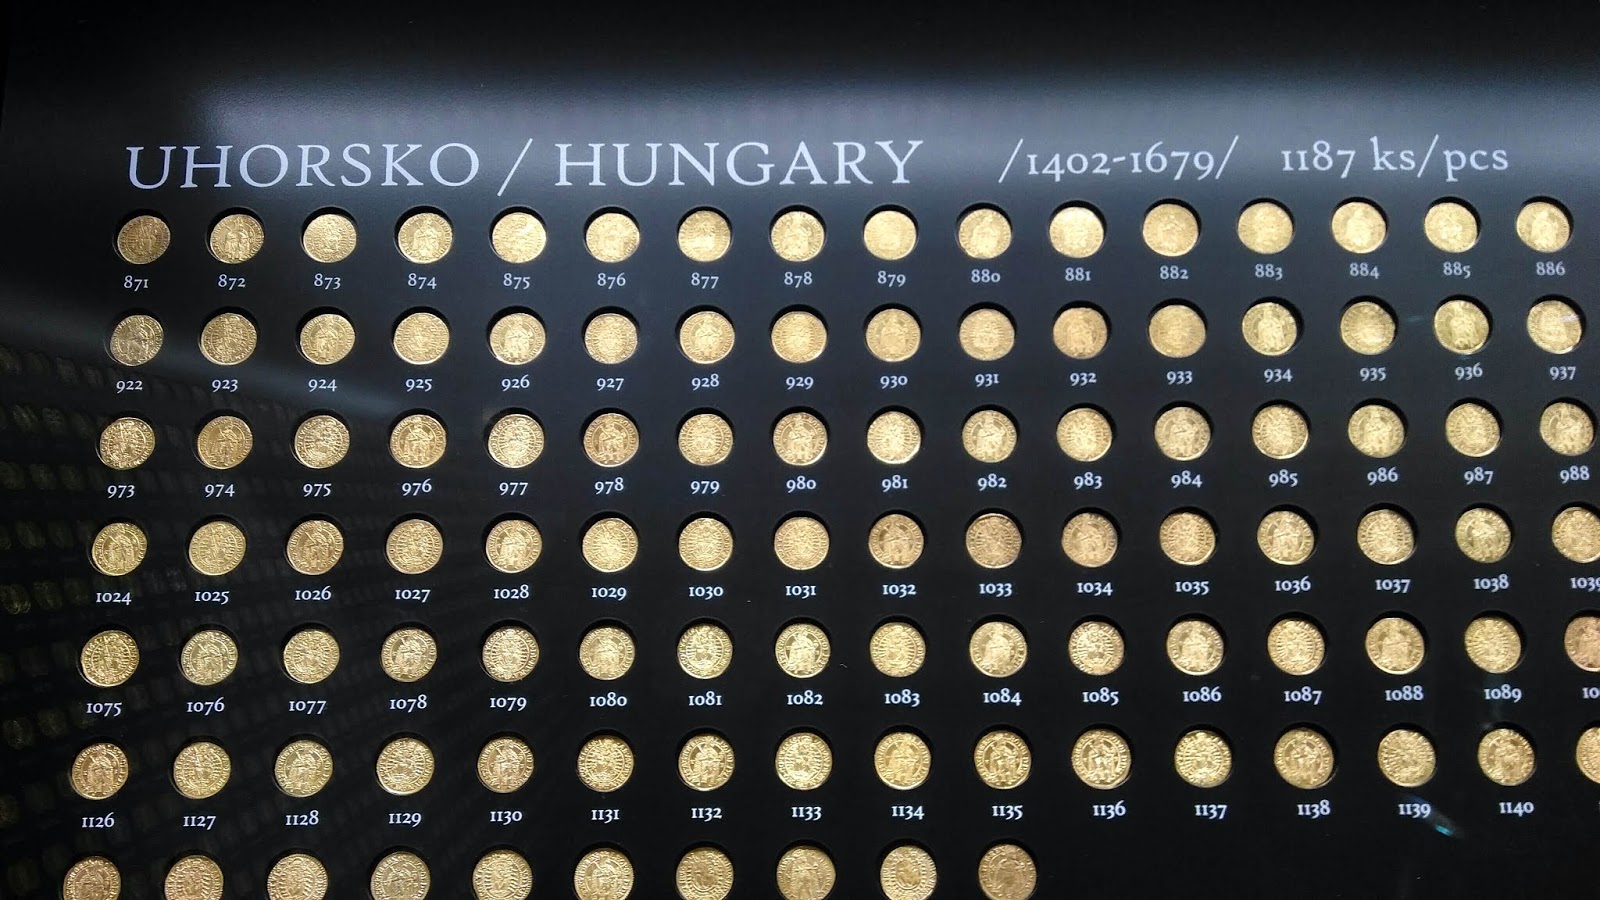 UHORSKO / HUNGARY /1402-1679/ 1187 ks/pcs
871 872 873 874 875 876 877 878 879 880 881 882 883 884 885 886
922 923 924 925 926 927 928 929 930 931 932 933 934 935 936 937
973 974 975 976 977 978 979 980 981 982 983 984 985 986 987 988
1024 1025 1026 1027 1028 1029 1030 1031 1032 1033 1034 1035 1036 1037 1038 1039
1075 1076 1077 1078 1079 1080 1081 1082 1083 1084 1085 1086 1087 1088 1089
1126 1127 1128 1129 1130 1131 1132 1133 1134 1135 1136 1137 1138 1139 1140